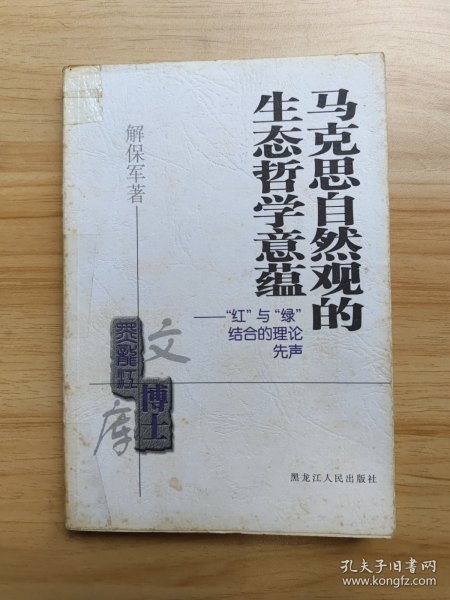 马克思自然观的
生态哲学意蕴
——“红”与“绿”
结合的理论
先声
解保军著
黑龍江
博士
文库
黑龙江人民出版社
孔夫子旧书网
www.kongfz.com